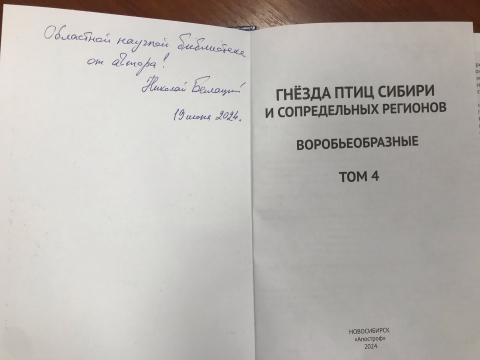 Областной научной библиотеке
от автора!
Николай Балацкий
19 июня 2024.
ГНЁЗДА ПТИЦ СИБИРИ
И СОПРЕДЕЛЬНЫХ РЕГИОНОВ
ВОРОБЬЕОБРАЗНЫЕ
ТОМ 4
НОВОСИБИРСК
«Апостроф»
2024